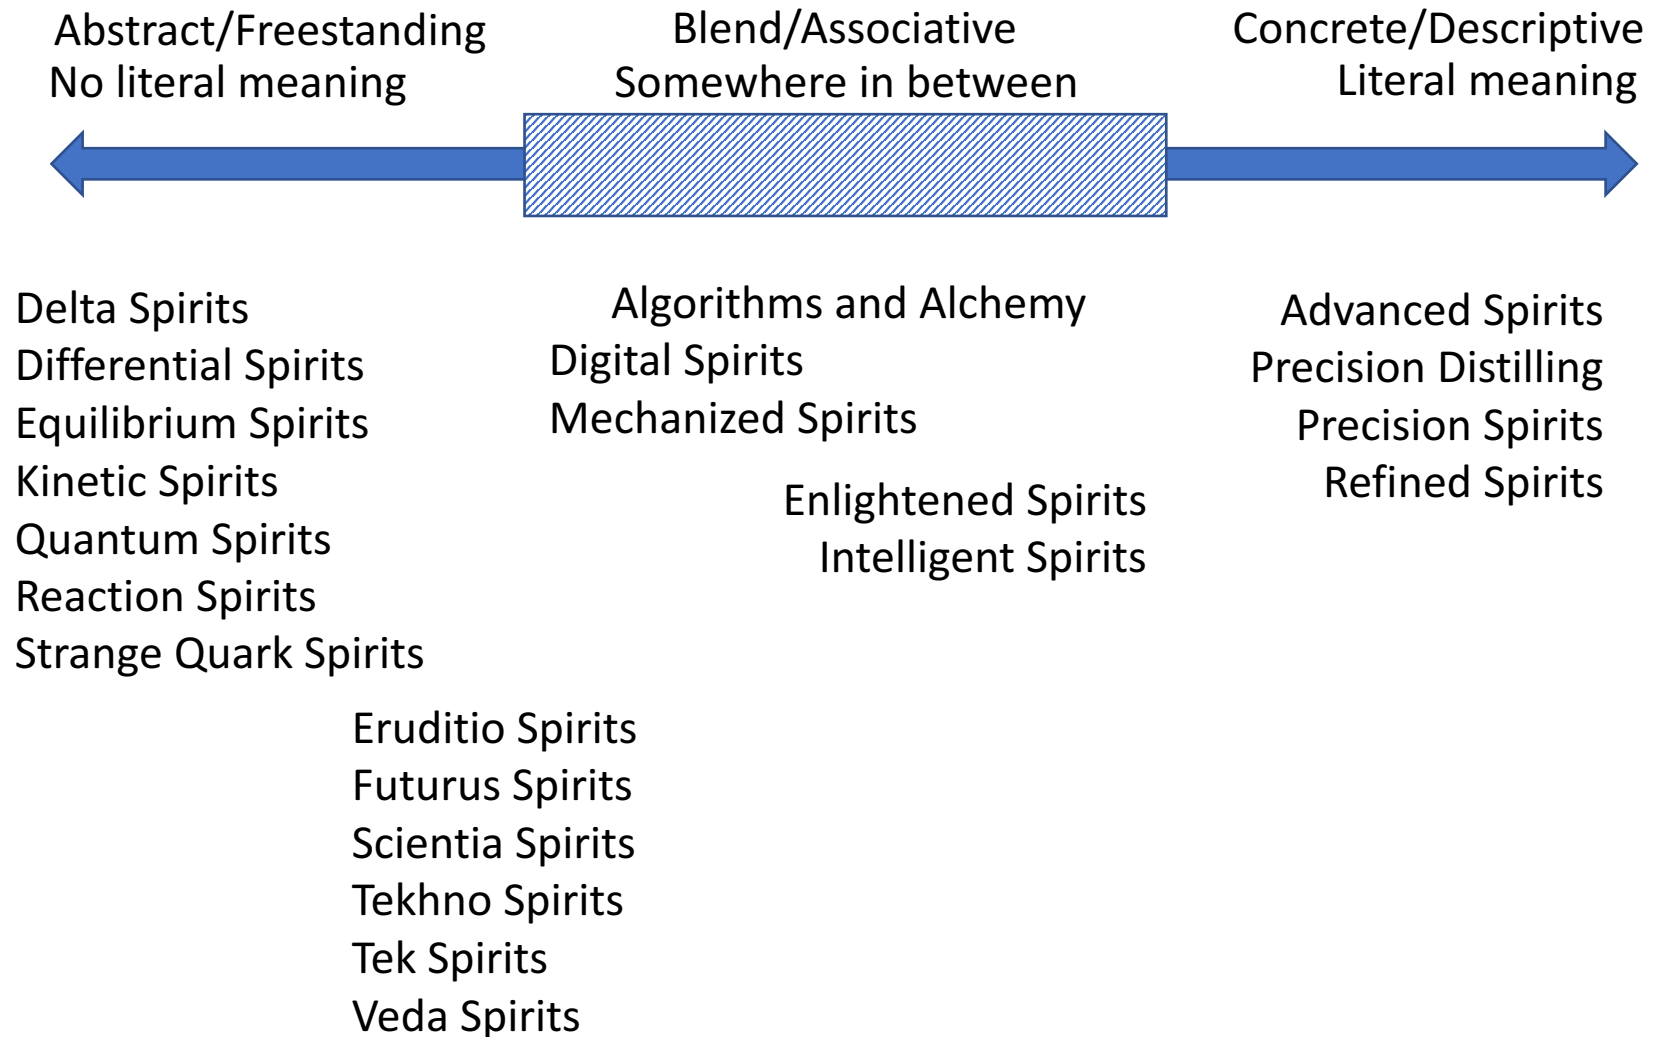 Abstract/Freestanding
No literal meaning
Blend/Associative
Somewhere in between
Concrete/Descriptive
Literal meaning
Delta Spirits
Differential Spirits
Equilibrium Spirits
Kinetic Spirits
Quantum Spirits
Reaction Spirits
Strange Quark Spirits
Eruditio Spirits
Futurus Spirits
Scientia Spirits
Tekhno Spirits
Tek Spirits
Veda Spirits
Algorithms and Alchemy
Digital Spirits
Mechanized Spirits
Enlightened Spirits
Intelligent Spirits
Advanced Spirits
Precision Distilling
Precision Spirits
Refined Spirits